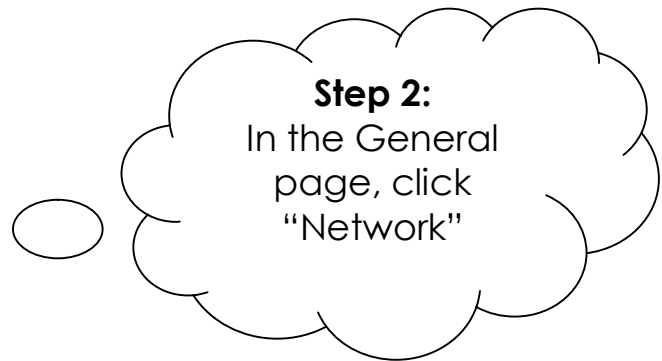 Step 2:
In the General
page, click
“Network”